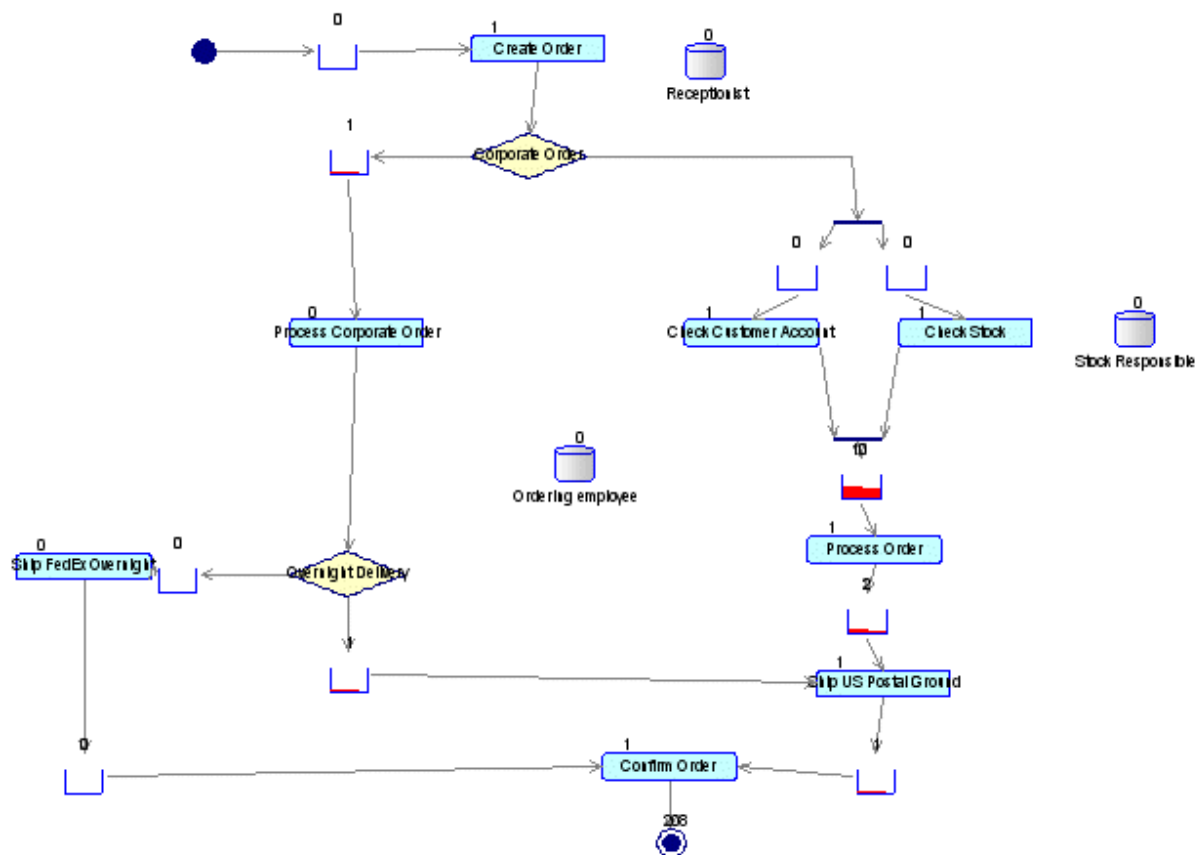 0
1
Create Order
0
Receptionist
1
Corporate Order
0
0
0
Process Corporate Order
1
Check Customer Account
1
Check Stock
0
Stock Responsible
0
Ordering employee
1
Process Order
0
Ship FedEx Overnight
0
Overnight Delivery
1
Ship US Postal Ground
1
Confirm Order